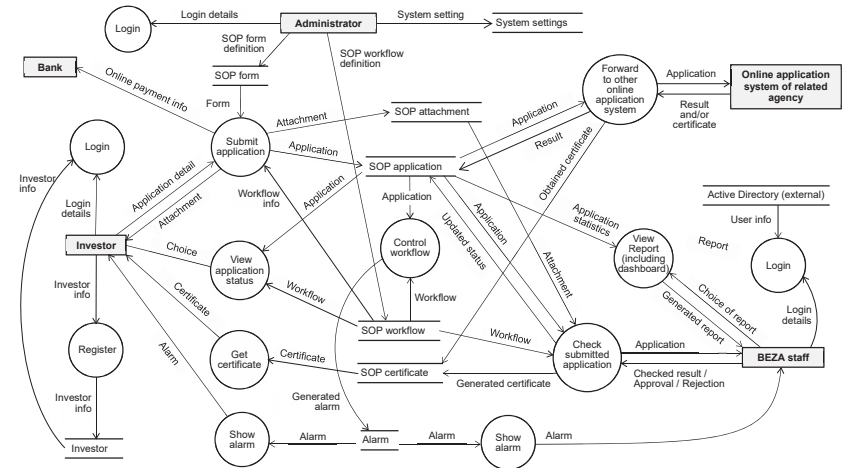 Login details
Administrator
System setting
System settings
Login
SOP form
definition
SOP workflow
definition
Bank
Online payment info
SOP form
Form
Forward
to other
online
application
system
Application
Online application
system of related
agency
Result
and/or
certificate
Attachment
SOP attachment
Application
Result
Login
Submit
application
Application
SOP application
Obtained certificate
Investor
info
Application detail
Attachment
Workflow
info
Application
Application
Login
details
Active Directory (external)
User info
Application
statistics
Application
Updated status
Investor
Choice
View
application
status
Control
workflow
View
Report
(including
dashboard)
Report
Login
Investor
info
Certificate
Workflow
Workflow
Attachment
Choice of report
Generated report
Login
details
SOP workflow
Workflow
Register
Alarm
Get
certificate
Certificate
SOP certificate
Generated certificate
Check
submitted
application
Application
BEZA staff
Checked result /
Approval / Rejection
Investor
info
Generated
alarm
Investor
Show
alarm
Alarm
Alarm
Alarm
Show
alarm
Alarm